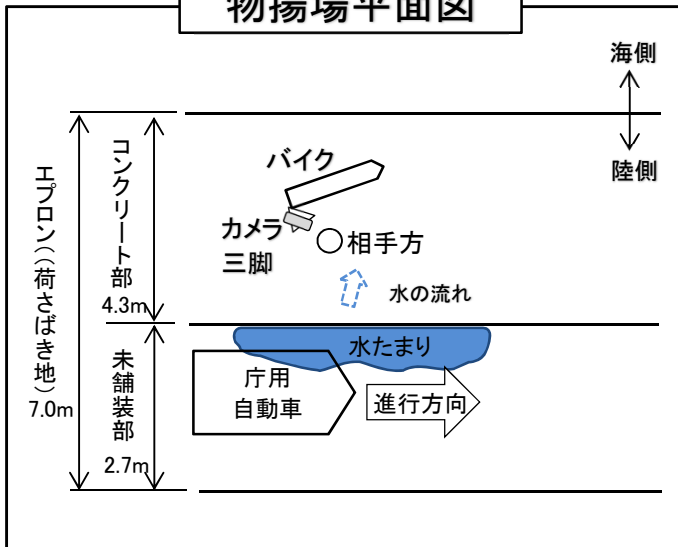 物揚場平面図
海側
陸側
バイク
カメラ
三脚
相手方
水の流れ
コンクリート部
4.3m
エプロン((荷さばき地)
7.0m
水たまり
庁用
自動車
進行方向
未舗装部
2.7m